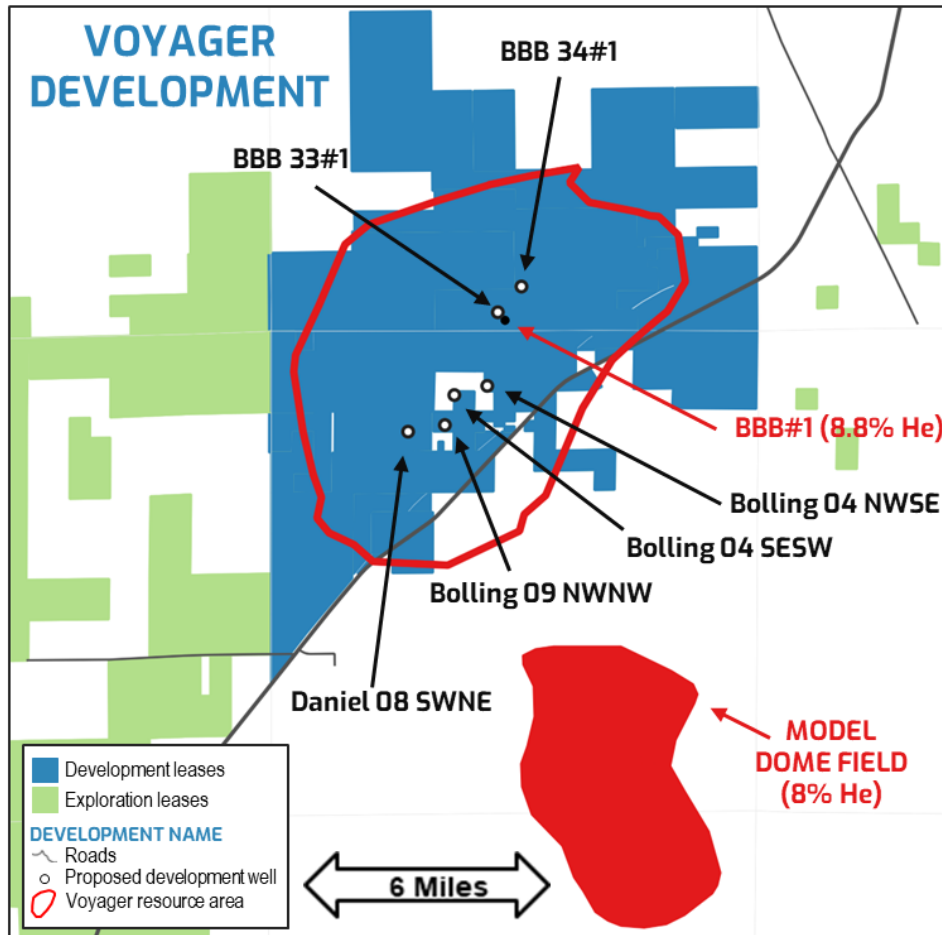 VOYAGER
DEVELOPMENT
BBB 34#1
BBB 33#1
BBB#1 (8.8% He)
Bolling 04 NWSE
Bolling 04 SESW
Bolling 09 NWNW
Daniel 08 SWNE
MODEL
DOME FIELD
(8% He)
Development leases
Exploration leases
DEVELOPMENT NAME
Roads
Proposed development well
Voyager resource area
6 Miles